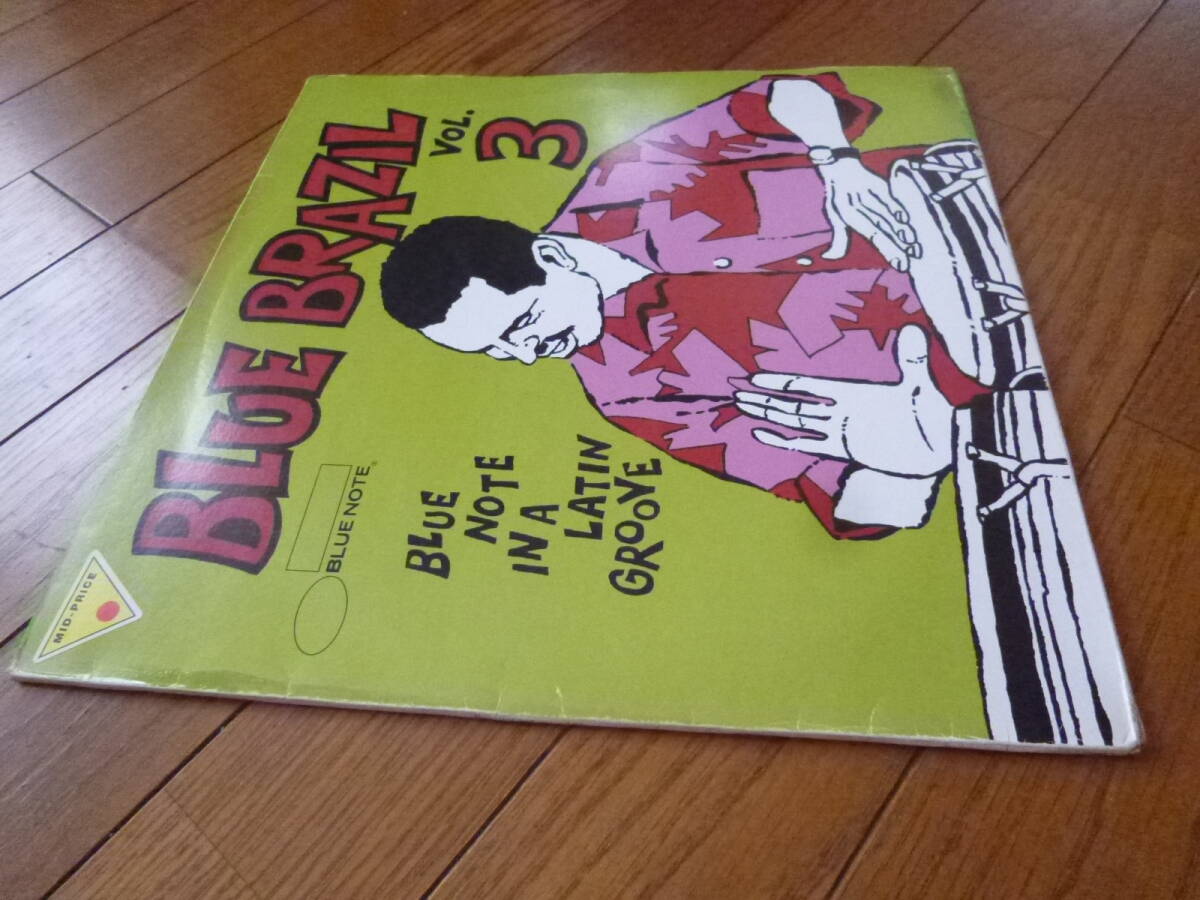 BLUE BRAZIL
VOL.
3
BLUE NOTE
BLUE
NOTE
IN A
LATIN
GROOVE
MID-PRICE